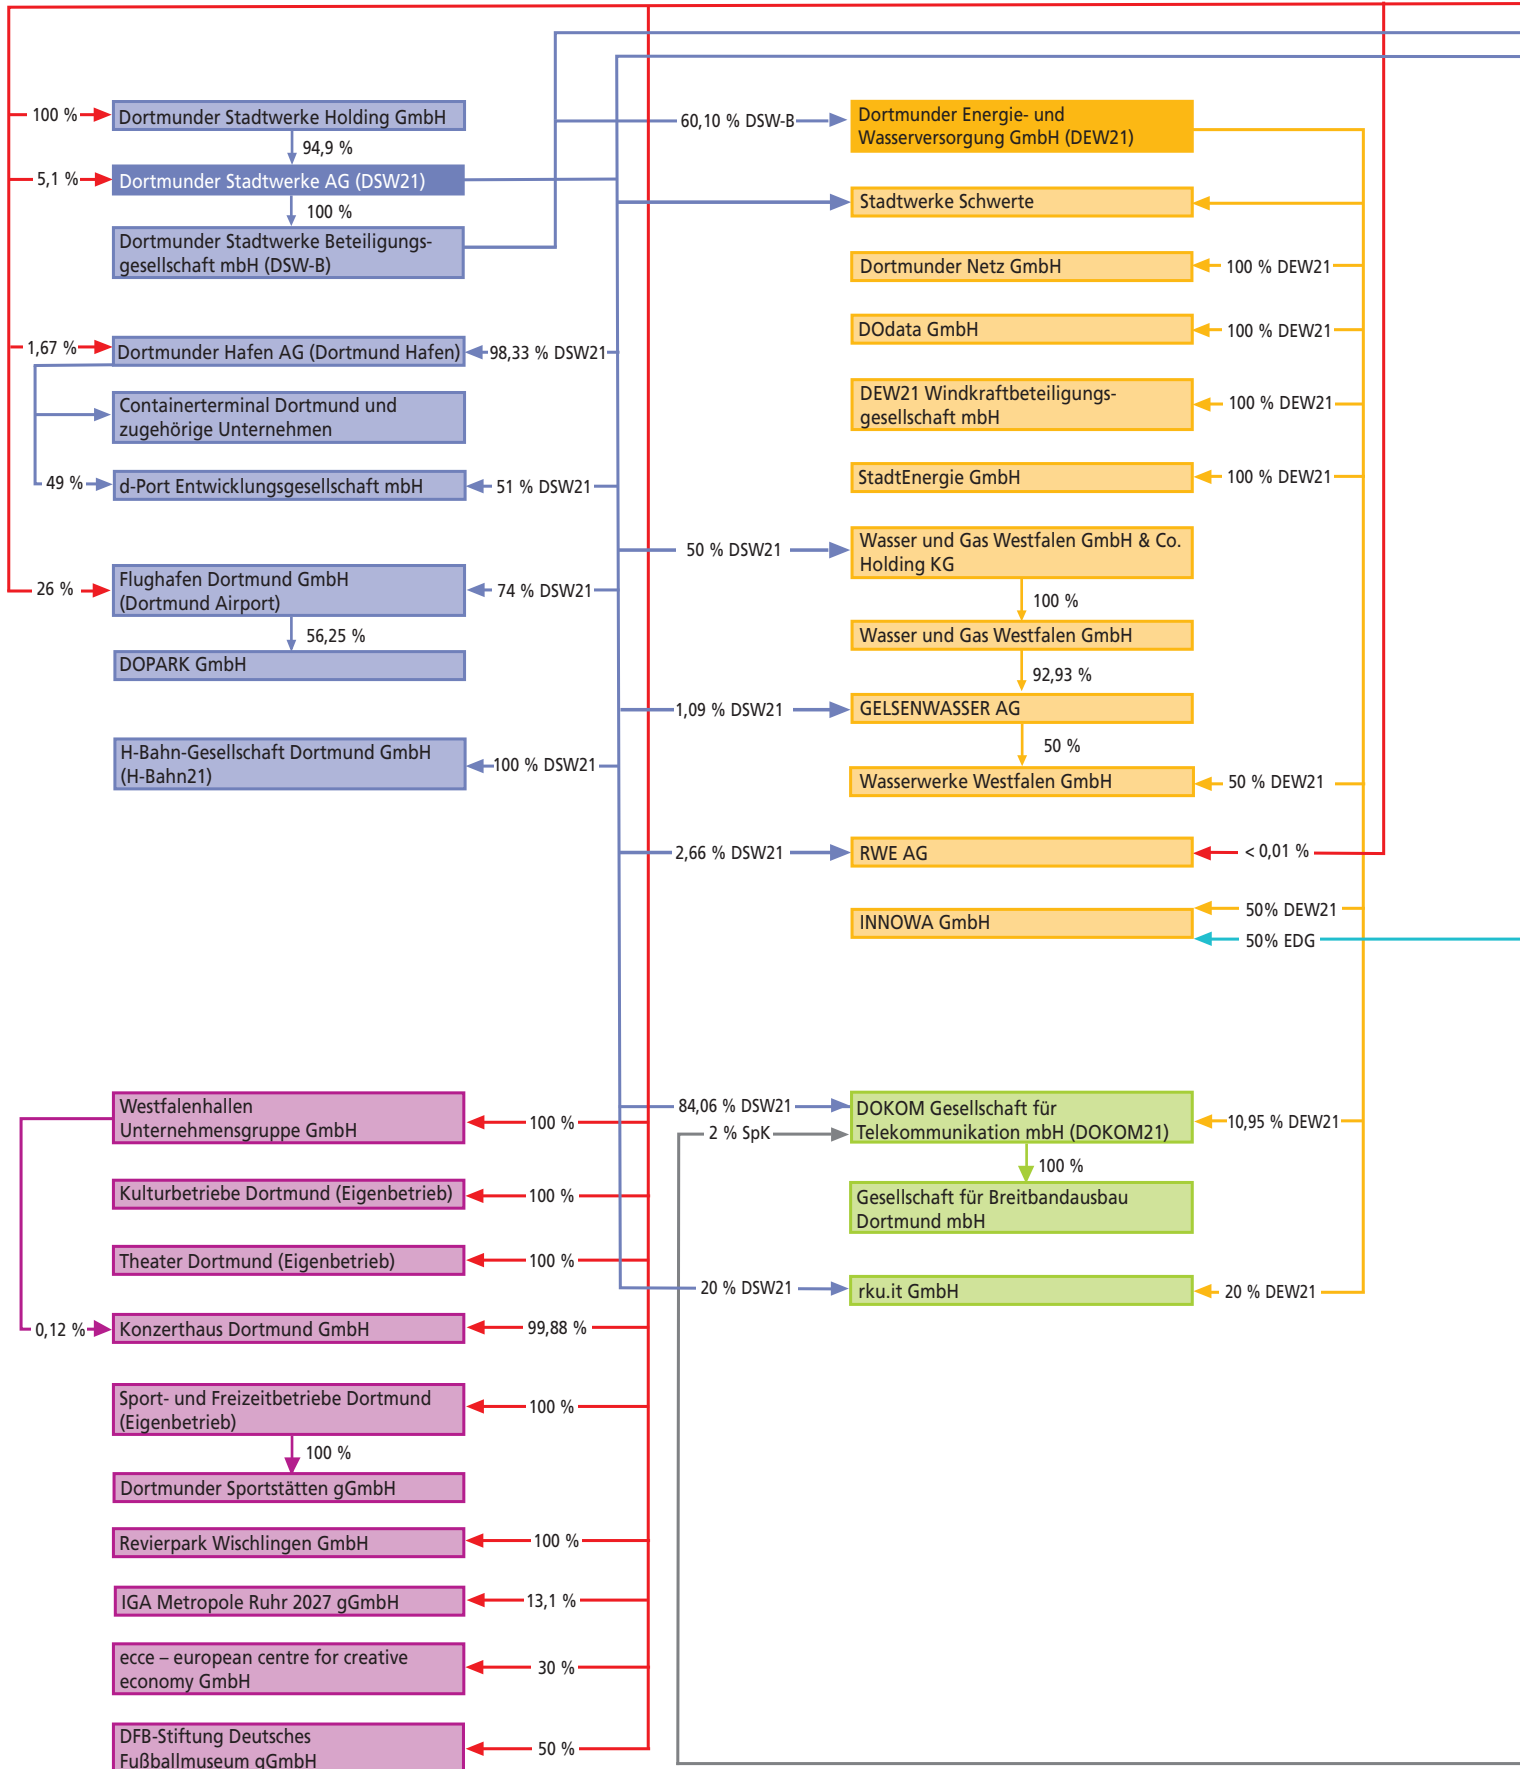 100 %
Dortmunder Stadtwerke Holding GmbH
94,9 %
5,1 %
Dortmunder Stadtwerke AG (DSW21)
100 %
Dortmunder Stadtwerke Beteiligungs-
gesellschaft mbH (DSW-B)
1,67 %
Dortmunder Hafen AG (Dortmund Hafen)
98,33 % DSW21
Containerterminal Dortmund und
zugehörige Unternehmen
49 %
d-Port Entwicklungsgesellschaft mbH
51 % DSW21
26 %
Flughafen Dortmund GmbH
(Dortmund Airport)
74 % DSW21
56,25 %
DOPARK GmbH
H-Bahn-Gesellschaft Dortmund GmbH
(H-Bahn21)
100 % DSW21
60,10 % DSW-B
Dortmunder Energie- und
Wasserversorgung GmbH (DEW21)
Stadtwerke Schwerte
Dortmunder Netz GmbH
100 % DEW21
DOdata GmbH
100 % DEW21
DEW21 Windkraftbeteiligungs-
gesellschaft mbH
100 % DEW21
StadtEnergie GmbH
100 % DEW21
50 % DSW21
Wasser und Gas Westfalen GmbH & Co.
Holding KG
100 %
Wasser und Gas Westfalen GmbH
92,93 %
1,09 % DSW21
GELSENWASSER AG
50 %
Wasserwerke Westfalen GmbH
50 % DEW21
2,66 % DSW21
RWE AG
< 0,01 %
INNOWA GmbH
50% DEW21
50% EDG
Westfalenhallen
Unternehmensgruppe GmbH
100 %
Kulturbetriebe Dortmund (Eigenbetrieb)
100 %
Theater Dortmund (Eigenbetrieb)
100 %
0,12 %
Konzerthaus Dortmund GmbH
99,88 %
Sport- und Freizeitbetriebe Dortmund
(Eigenbetrieb)
100 %
100 %
Dortmunder Sportstätten gGmbH
Revierpark Wischlingen GmbH
100 %
IGA Metropole Ruhr 2027 gGmbH
13,1 %
ecce – european centre for creative
economy GmbH
30 %
DFB-Stiftung Deutsches
Fußballmuseum gGmbH
50 %
84,06 % DSW21
2 % SpK
DOKOM Gesellschaft für
Telekommunikation mbH (DOKOM21)
10,95 % DEW21
100 %
Gesellschaft für Breitbandausbau
Dortmund mbH
20 % DSW21
rku.it GmbH
20 % DEW21